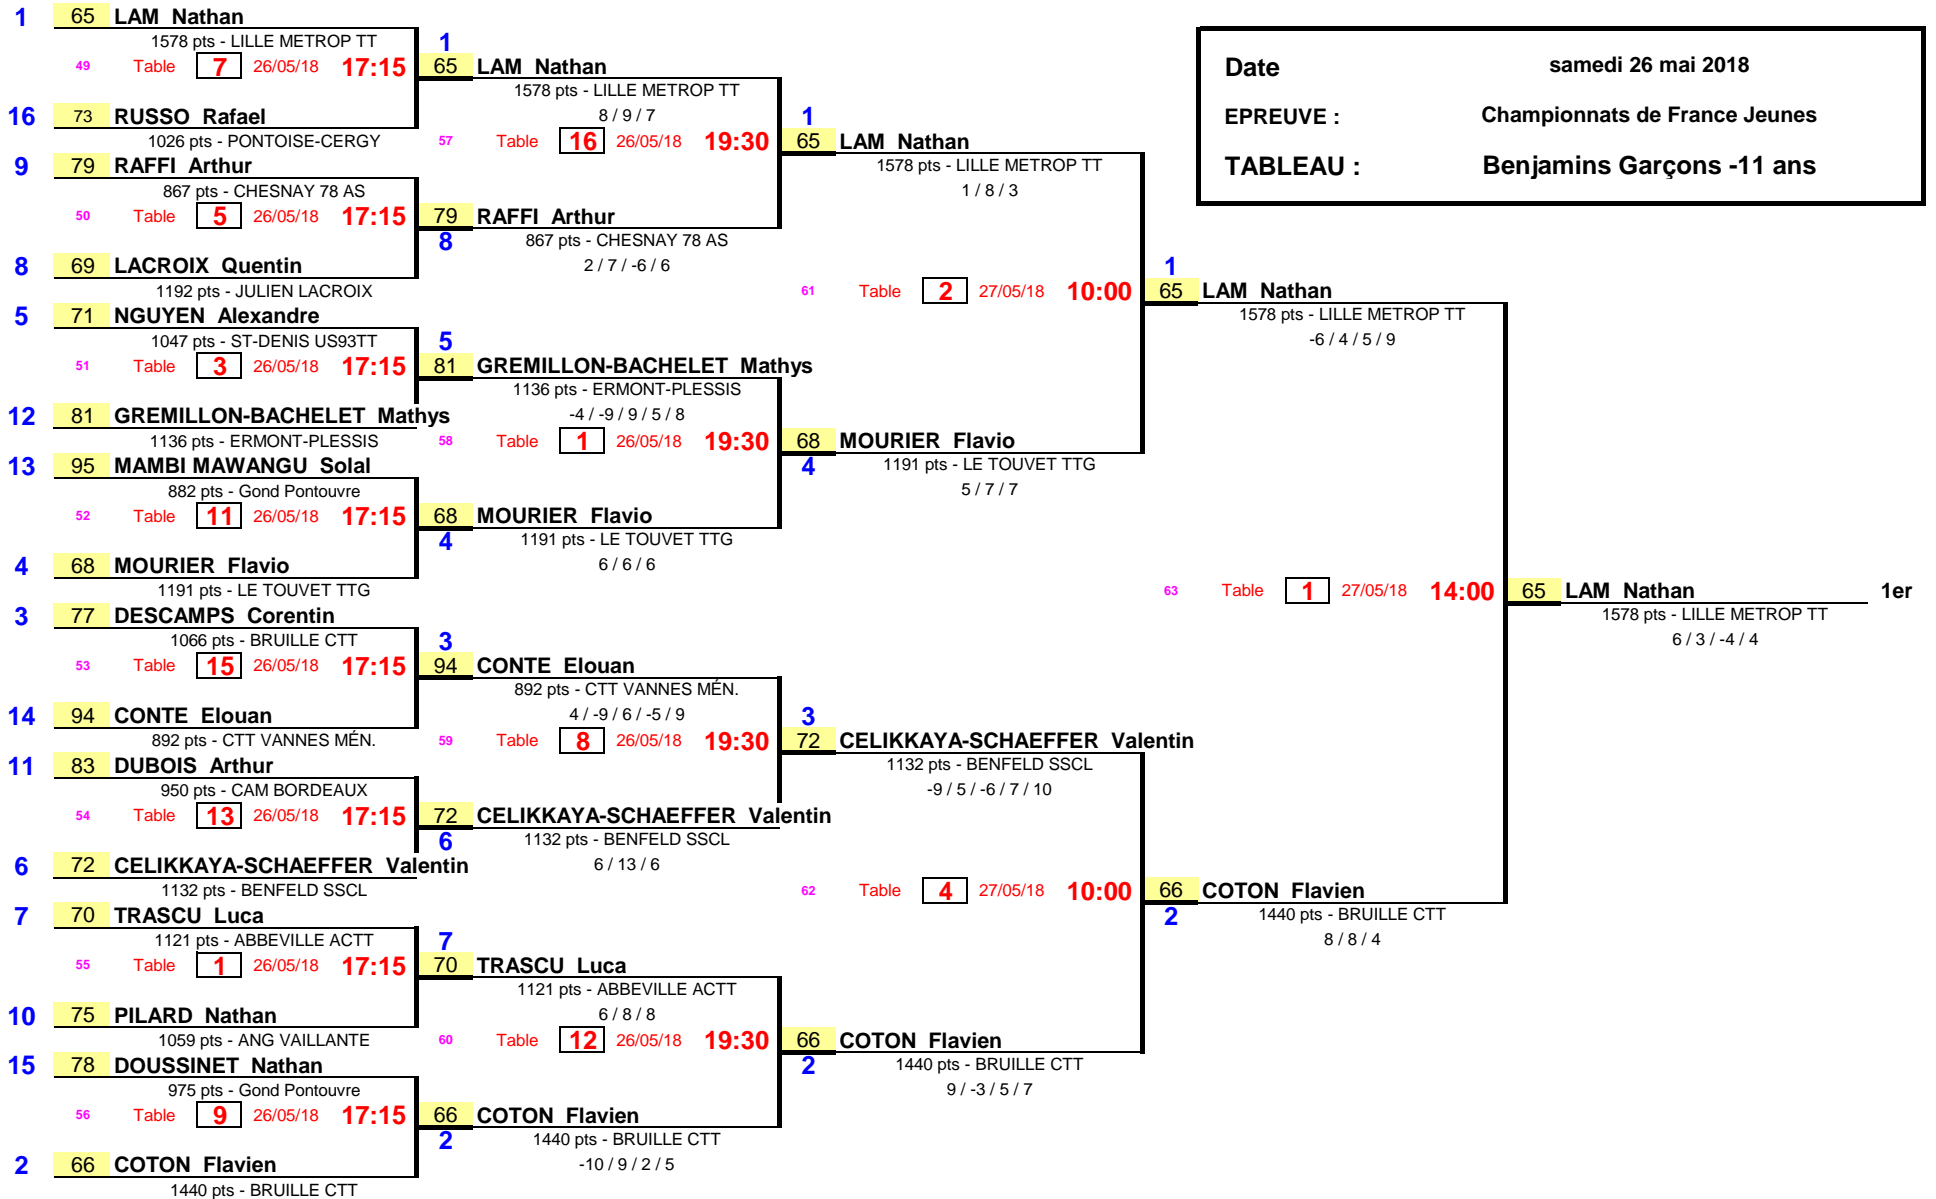 Date samedi 26 mai 2018
EPREUVE : Championnats de France Jeunes
TABLEAU : Benjamins Garçons -11 ans
1 65 LAM Nathan
1578 pts - LILLE METROP TT
49 Table 7 26/05/18 17:15
16 73 RUSSO Rafael
1026 pts - PONTOISE-CERGY
9 79 RAFFI Arthur
867 pts - CHESNAY 78 AS
50 Table 5 26/05/18 17:15
8 69 LACROIX Quentin
1192 pts - JULIEN LACROIX
5 71 NGUYEN Alexandre
1047 pts - ST-DENIS US93TT
51 Table 3 26/05/18 17:15
12 81 GREMILLON-BACHELET Mathys
1136 pts - ERMONT-PLESSIS
13 95 MAMBI MAWANGU Solal
882 pts - Gond Pontouvre
52 Table 11 26/05/18 17:15
4 68 MOURIER Flavio
1191 pts - LE TOUVET TTG
3 77 DESCAMPS Corentin
1066 pts - BRUILLE CTT
53 Table 15 26/05/18 17:15
14 94 CONTE Elouan
892 pts - CTT VANNES MÉN.
11 83 DUBOIS Arthur
950 pts - CAM BORDEAUX
54 Table 13 26/05/18 17:15
6 72 CELIKKAYA-SCHAEFFER Valentin
1132 pts - BENFELD SSCL
7 70 TRASCU Luca
1121 pts - ABBEVILLE ACTT
55 Table 1 26/05/18 17:15
10 75 PILARD Nathan
1059 pts - ANG VAILLANTE
15 78 DOUSSINET Nathan
975 pts - Gond Pontouvre
56 Table 9 26/05/18 17:15
2 66 COTON Flavien
1440 pts - BRUILLE CTT
1
65 LAM Nathan
1578 pts - LILLE METROP TT
8 / 9 / 7
57 Table 16 26/05/18 19:30
79 RAFFI Arthur
8
867 pts - CHESNAY 78 AS
2 / 7 / -6 / 6
5
81 GREMILLON-BACHELET Mathys
1136 pts - ERMONT-PLESSIS
-4 / -9 / 9 / 5 / 8
58 Table 1 26/05/18 19:30
68 MOURIER Flavio
4
1191 pts - LE TOUVET TTG
6 / 6 / 6
3
94 CONTE Elouan
892 pts - CTT VANNES MÉN.
4 / -9 / 6 / -5 / 9
59 Table 8 26/05/18 19:30
72 CELIKKAYA-SCHAEFFER Valentin
6
1132 pts - BENFELD SSCL
6 / 13 / 6
7
70 TRASCU Luca
1121 pts - ABBEVILLE ACTT
6 / 8 / 8
60 Table 12 26/05/18 19:30
66 COTON Flavien
2
1440 pts - BRUILLE CTT
-10 / 9 / 2 / 5
1
65 LAM Nathan
1578 pts - LILLE METROP TT
1 / 8 / 3
61 Table 2 27/05/18 10:00
68 MOURIER Flavio
4
1191 pts - LE TOUVET TTG
5 / 7 / 7
3
72 CELIKKAYA-SCHAEFFER Valentin
1132 pts - BENFELD SSCL
-9 / 5 / -6 / 7 / 10
62 Table 4 27/05/18 10:00
66 COTON Flavien
2
1440 pts - BRUILLE CTT
9 / -3 / 5 / 7
1
65 LAM Nathan
1578 pts - LILLE METROP TT
-6 / 4 / 5 / 9
63 Table 1 27/05/18 14:00
66 COTON Flavien
2
1440 pts - BRUILLE CTT
8 / 8 / 4
65 LAM Nathan 1er
1578 pts - LILLE METROP TT
6 / 3 / -4 / 4